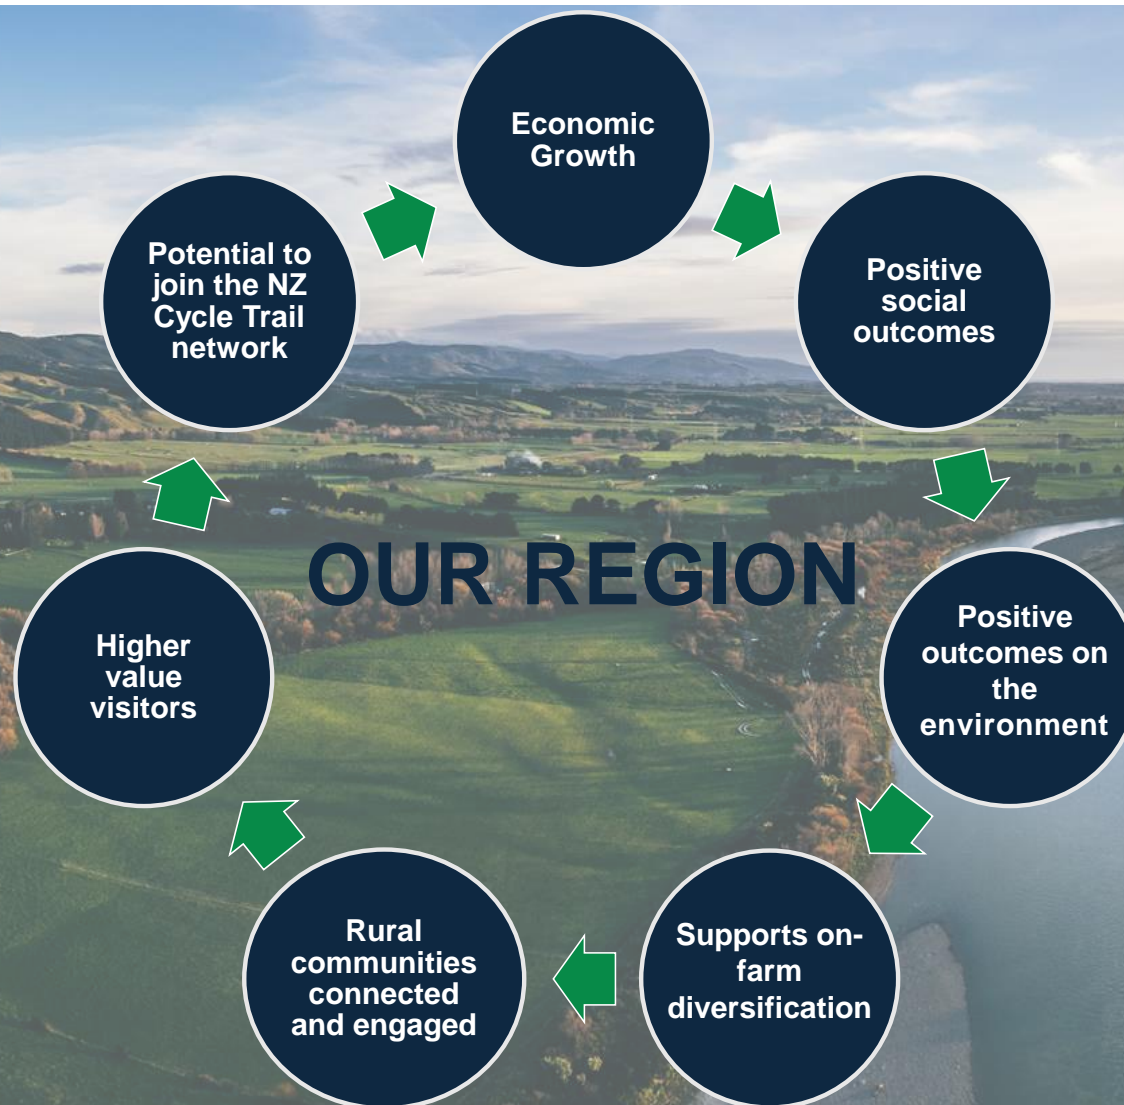 Economic
Growth
Positive
social
outcomes
Positive
outcomes on
the
environment
Supports on-
farm
diversification
Rural
communities
connected
and engaged
Higher
value
visitors
Potential to
join the NZ
Cycle Trail
network
OUR REGION